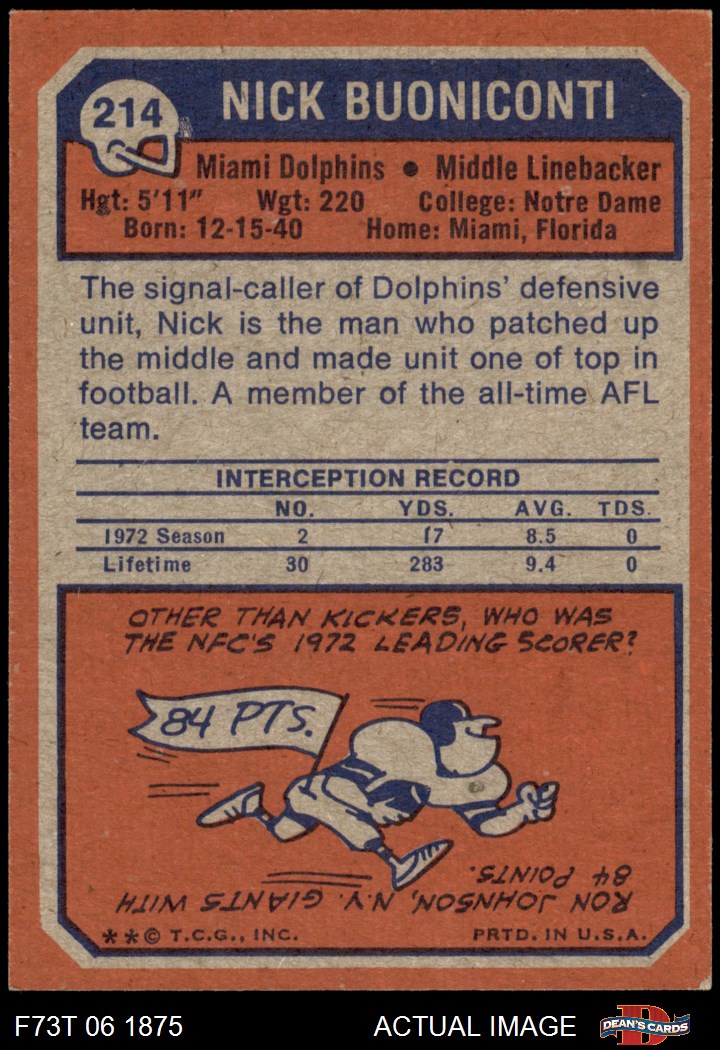 214
NICK BUONICONTI
Miami Dolphins ● Middle Linebacker
Hgt: 5'11" Wgt: 220 College: Notre Dame
Born: 12-15-40 Home: Miami, Florida
The signal-caller of Dolphins' defensive
unit, Nick is the man who patched up
the middle and made unit one of top in
football. A member of the all-time AFL
team.
INTERCEPTION RECORD
NO. YDS. AVG. TDS.
1972 Season 2 17 8.5 0
Lifetime 30 283 9.4 0
OTHER THAN KICKERS, WHO WAS
THE NFC'S 1972 LEADING SCORER?
84 PTS.
RON JOHNSON, N.Y. GIANTS WITH
84 POINTS.
**© T.C.G., INC. PRTD. IN U.S.A.
F73T 06 1875 ACTUAL IMAGE
D
DEAN'S CARDS